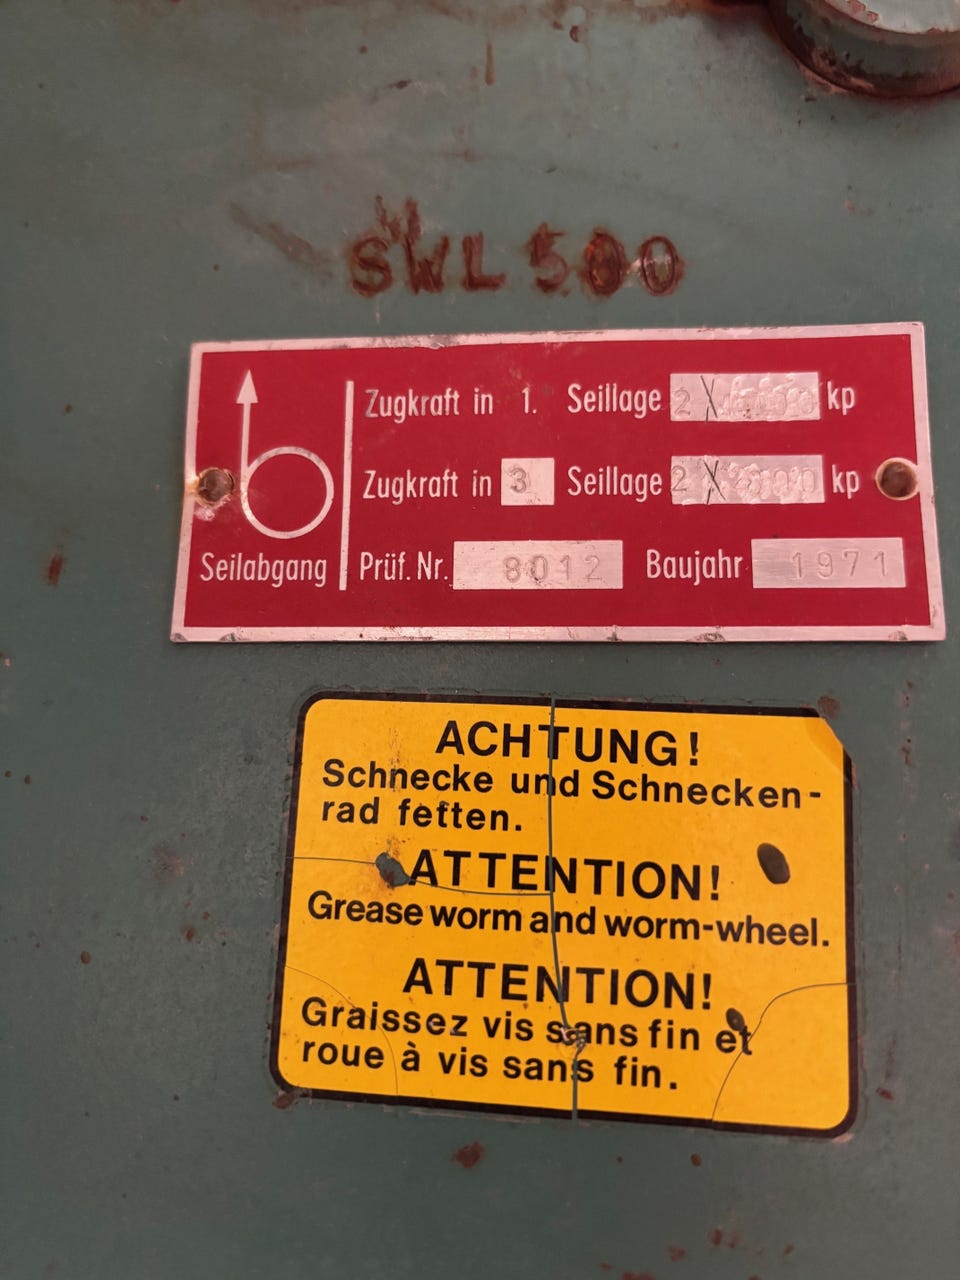 SWL 500
Zugkraft in 1. Seillage 2 X kp
Zugkraft in 3 Seillage 2 X kp
Seilabgang
Prüf. Nr. 8012 Baujahr 1971
ACHTUNG!
Schnecke und Schnecken-
rad fetten.
ATTENTION!
Grease worm and worm-wheel.
ATTENTION!
Graissez vis sans fin et
roue à vis sans fin.